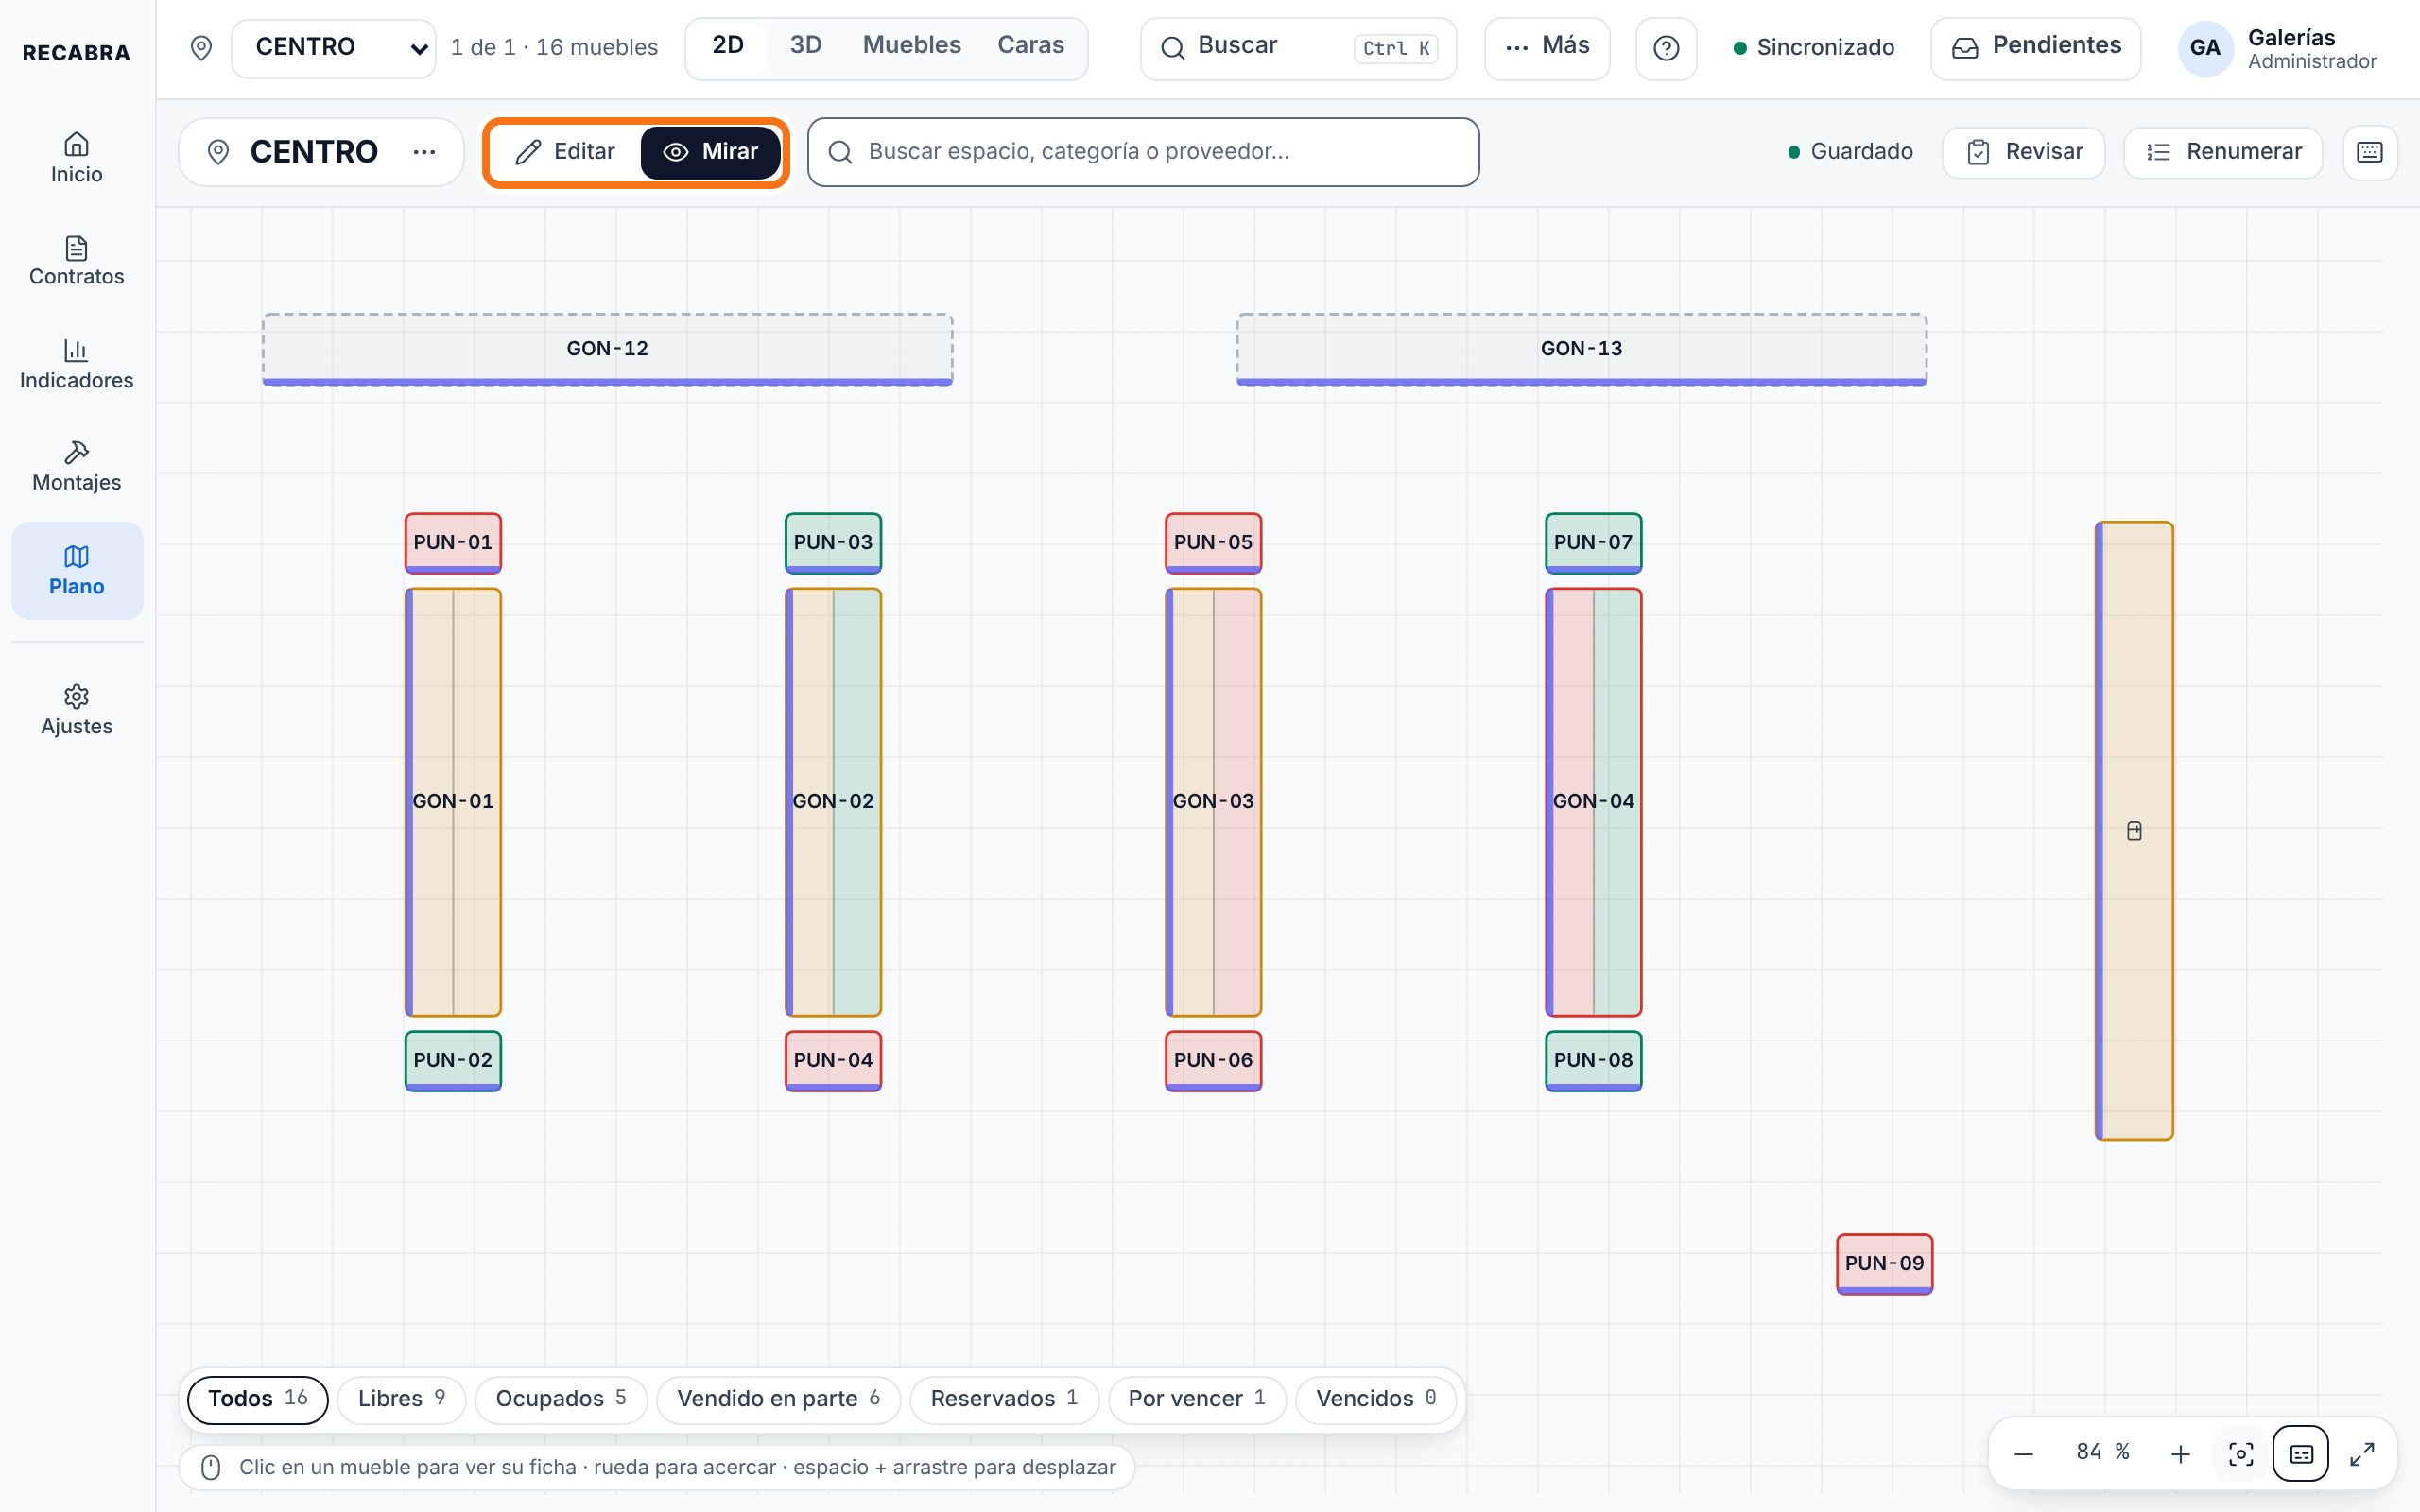 RECABRA
CENTRO
1 de 1 · 16 muebles
2D
3D
Muebles
Caras
Buscar
Ctrl K
Más
Sincronizado
Pendientes
GA
Galerías
Administrador
Inicio
Contratos
Indicadores
Montajes
Plano
Ajustes
CENTRO
Editar
Mirar
Buscar espacio, categoría o proveedor...
Guardado
Revisar
Renumerar
GON-12
GON-13
PUN-01
PUN-03
PUN-05
PUN-07
GON-01
GON-02
GON-03
GON-04
PUN-02
PUN-04
PUN-06
PUN-08
PUN-09
Todos 16
Libres 9
Ocupados 5
Vendido en parte 6
Reservados 1
Por vencer 1
Vencidos 0
Clic en un mueble para ver su ficha · rueda para acercar · espacio + arrastre para desplazar
84 %